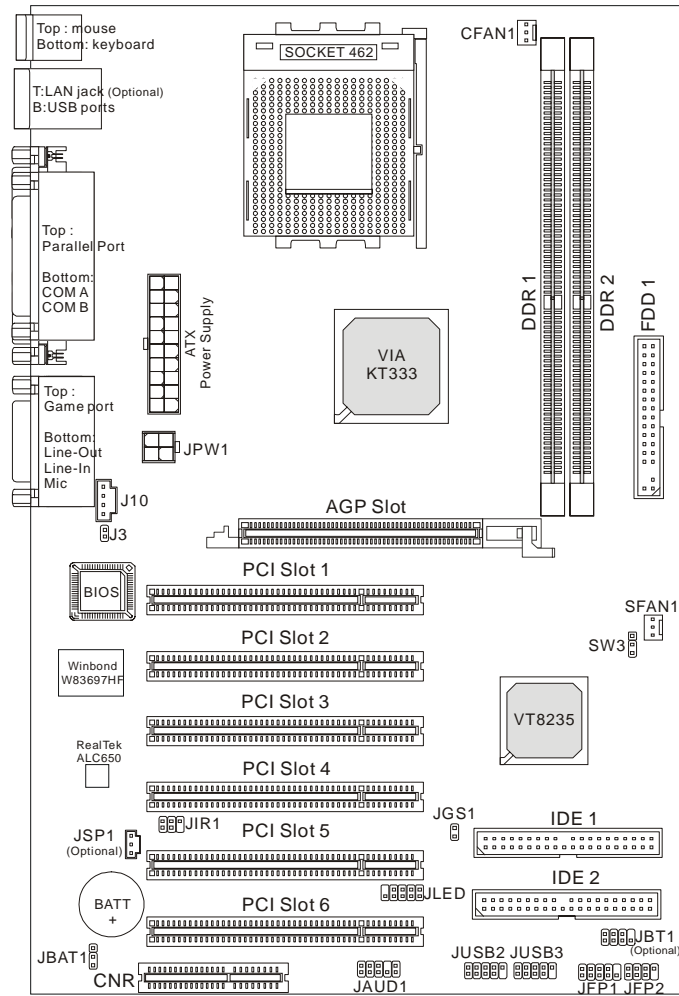 Top : mouse
Bottom: keyboard
T:LAN jack (Optional)
B:USB ports
Top :
Parallel Port
Bottom:
COM A
COM B
Top :
Game port
Bottom:
Line-Out
Line-In
Mic
SOCKET 462
CFAN1
DDR 1
DDR 2
FDD 1
ATX
Power Supply
VIA
KT333
JPW1
J10
J3
AGP Slot
BIOS
PCI Slot 1
SFAN1
SW3
Winbond
W83697HF
PCI Slot 2
PCI Slot 3
VT8235
RealTek
ALC650
PCI Slot 4
JIR1
JGS1
IDE 1
JSP1
(Optional)
PCI Slot 5
IDE 2
JLED
BATT
+
PCI Slot 6
JBT1
(Optional)
JBAT1
CNR
JAUD1
JUSB2
JUSB3
JFP1
JFP2